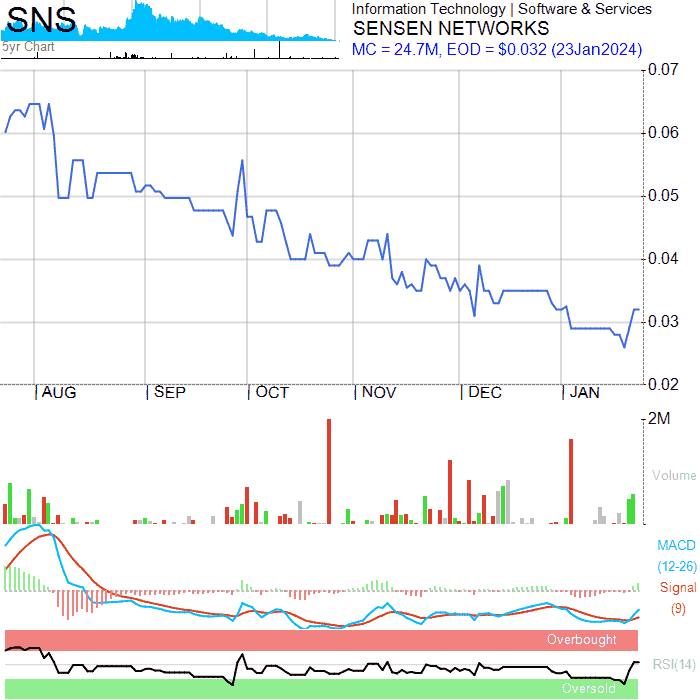 SNS
5yr Chart
Information Technology | Software & Services
SENSEN NETWORKS
MC = 24.7M, EOD = $0.032 (23Jan2024)
0.07
0.06
0.05
0.04
0.03
0.02
AUG SEP OCT NOV DEC JAN
2M
Volume
MACD
(12-26)
Signal
(9)
Overbought
RSI(14)
Oversold